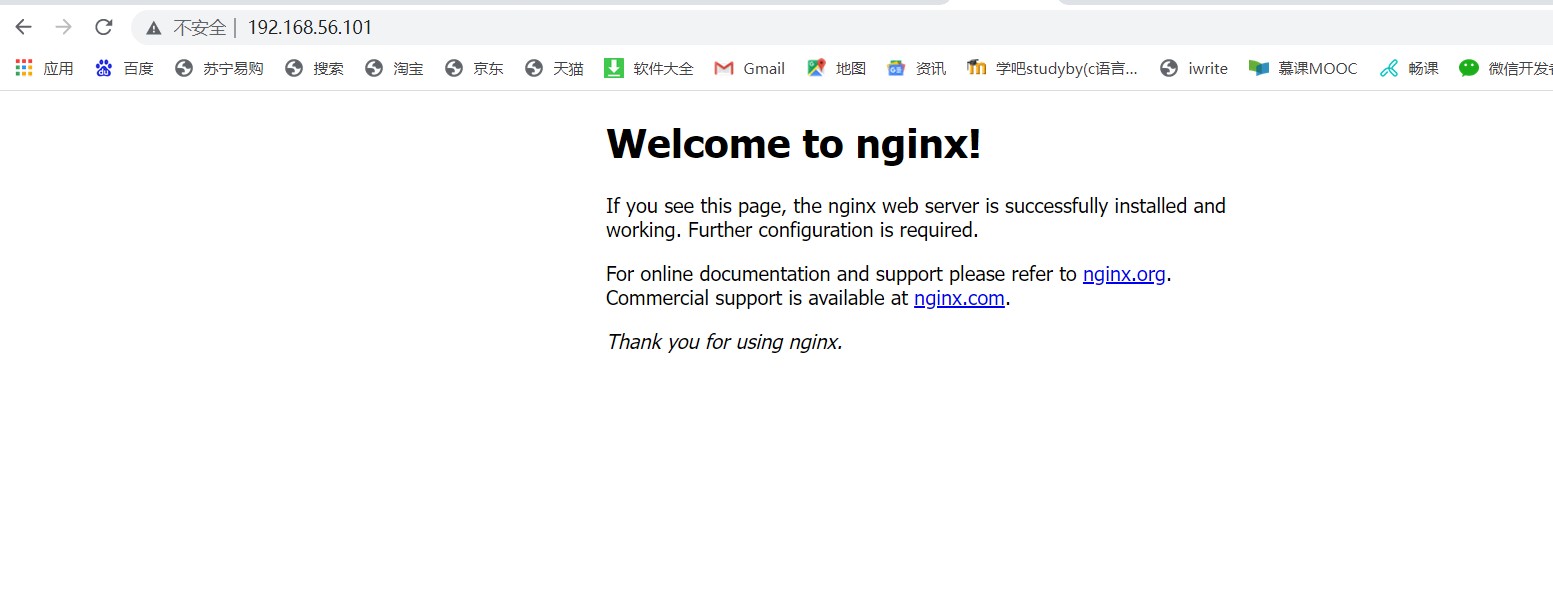 不安全 | 192.168.56.101
应用 百度 苏宁易购 搜索 淘宝 京东 天猫 软件大全 Gmail 地图 资讯 学吧studyby(c语言... iwrite 慕课MOOC 畅课 微信开发者
Welcome to nginx!
If you see this page, the nginx web server is successfully installed and
working. Further configuration is required.
For online documentation and support please refer to nginx.org.
Commercial support is available at nginx.com.
Thank you for using nginx.